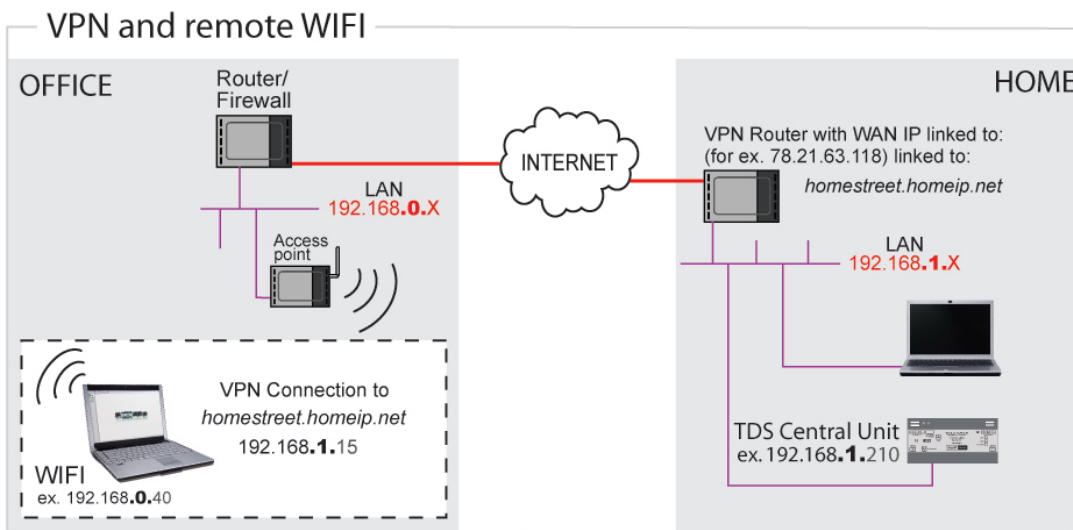 VPN and remote WIFI
OFFICE
Router/
Firewall
LAN
192.168.0.X
Access
point
VPN Connection to
homestreet.homeip.net
192.168.1.15
WIFI
ex. 192.168.0.40
INTERNET
HOME
VPN Router with WAN IP linked to:
(for ex. 78.21.63.118) linked to:
homestreet.homeip.net
LAN
192.168.1.X
TDS Central Unit
ex. 192.168.1.210